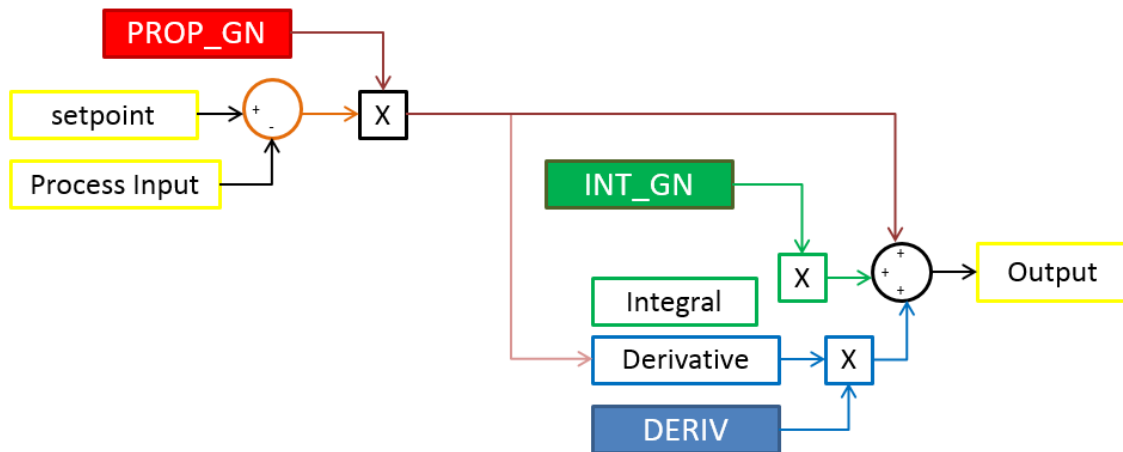 PROP_GN
setpoint
+
-
X
Process Input
INT_GN
+
+
+
X
Output
Integral
Derivative
X
DERIV